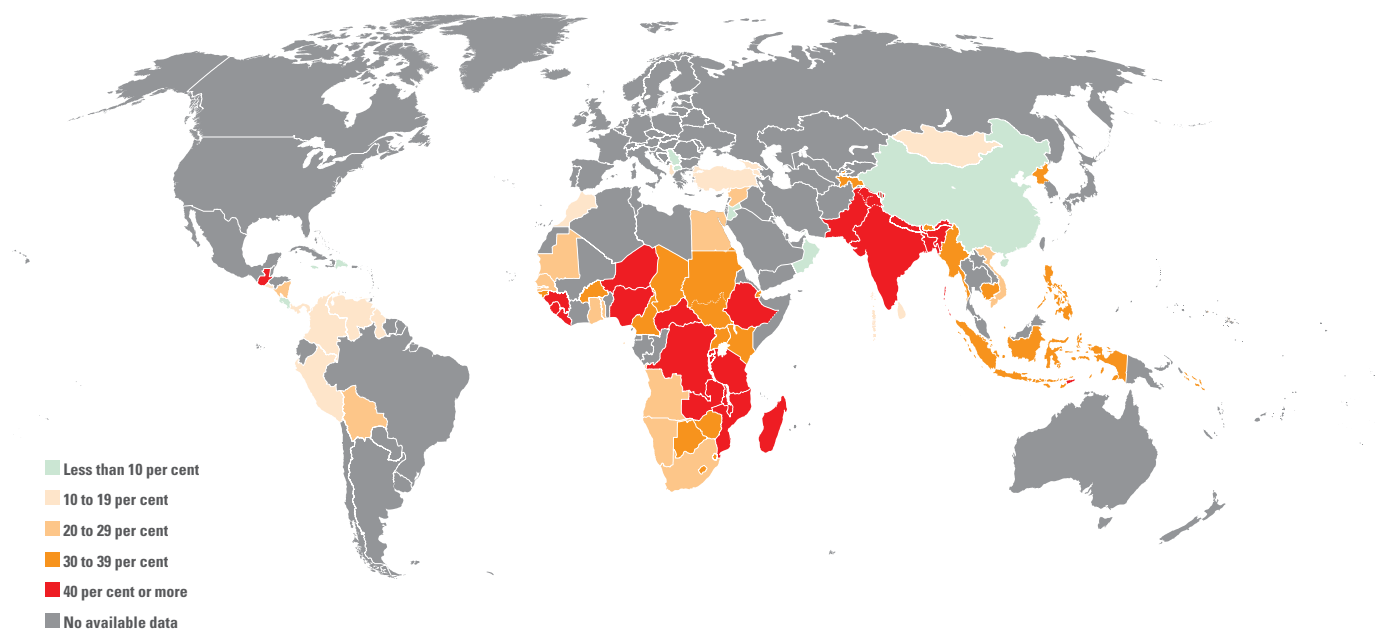 Less than 10 per cent
10 to 19 per cent
20 to 29 per cent
30 to 39 per cent
40 per cent or more
No available data